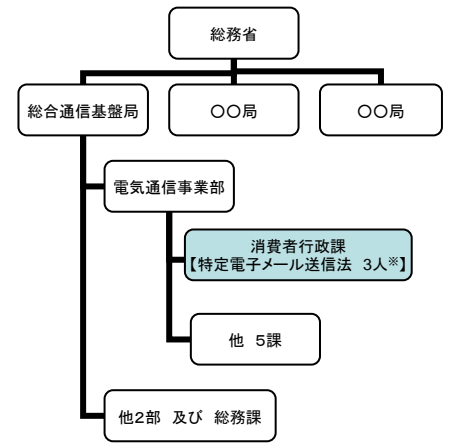 総務省
総合通信基盤局
〇〇局
〇〇局
電気通信事業部
消費者行政課
【特定電子メール送信法 3人※】
他 5課
他2部 及び 総務課